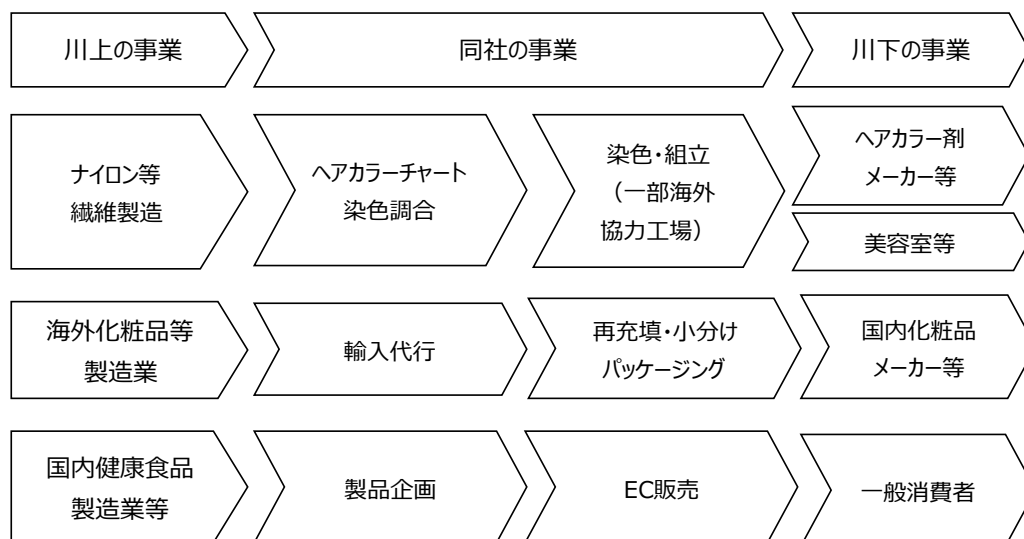 川上の事業
同社の事業
川下の事業
ナイロン等
繊維製造
ヘアカラーチャート
染色調合
染色・組立
（一部海外
協力工場）
ヘアカラー剤
メーカー等
美容室等
海外化粧品等
製造業
輸入代行
再充填・小分け
パッケージング
国内化粧品
メーカー等
国内健康食品
製造業等
製品企画
EC販売
一般消費者